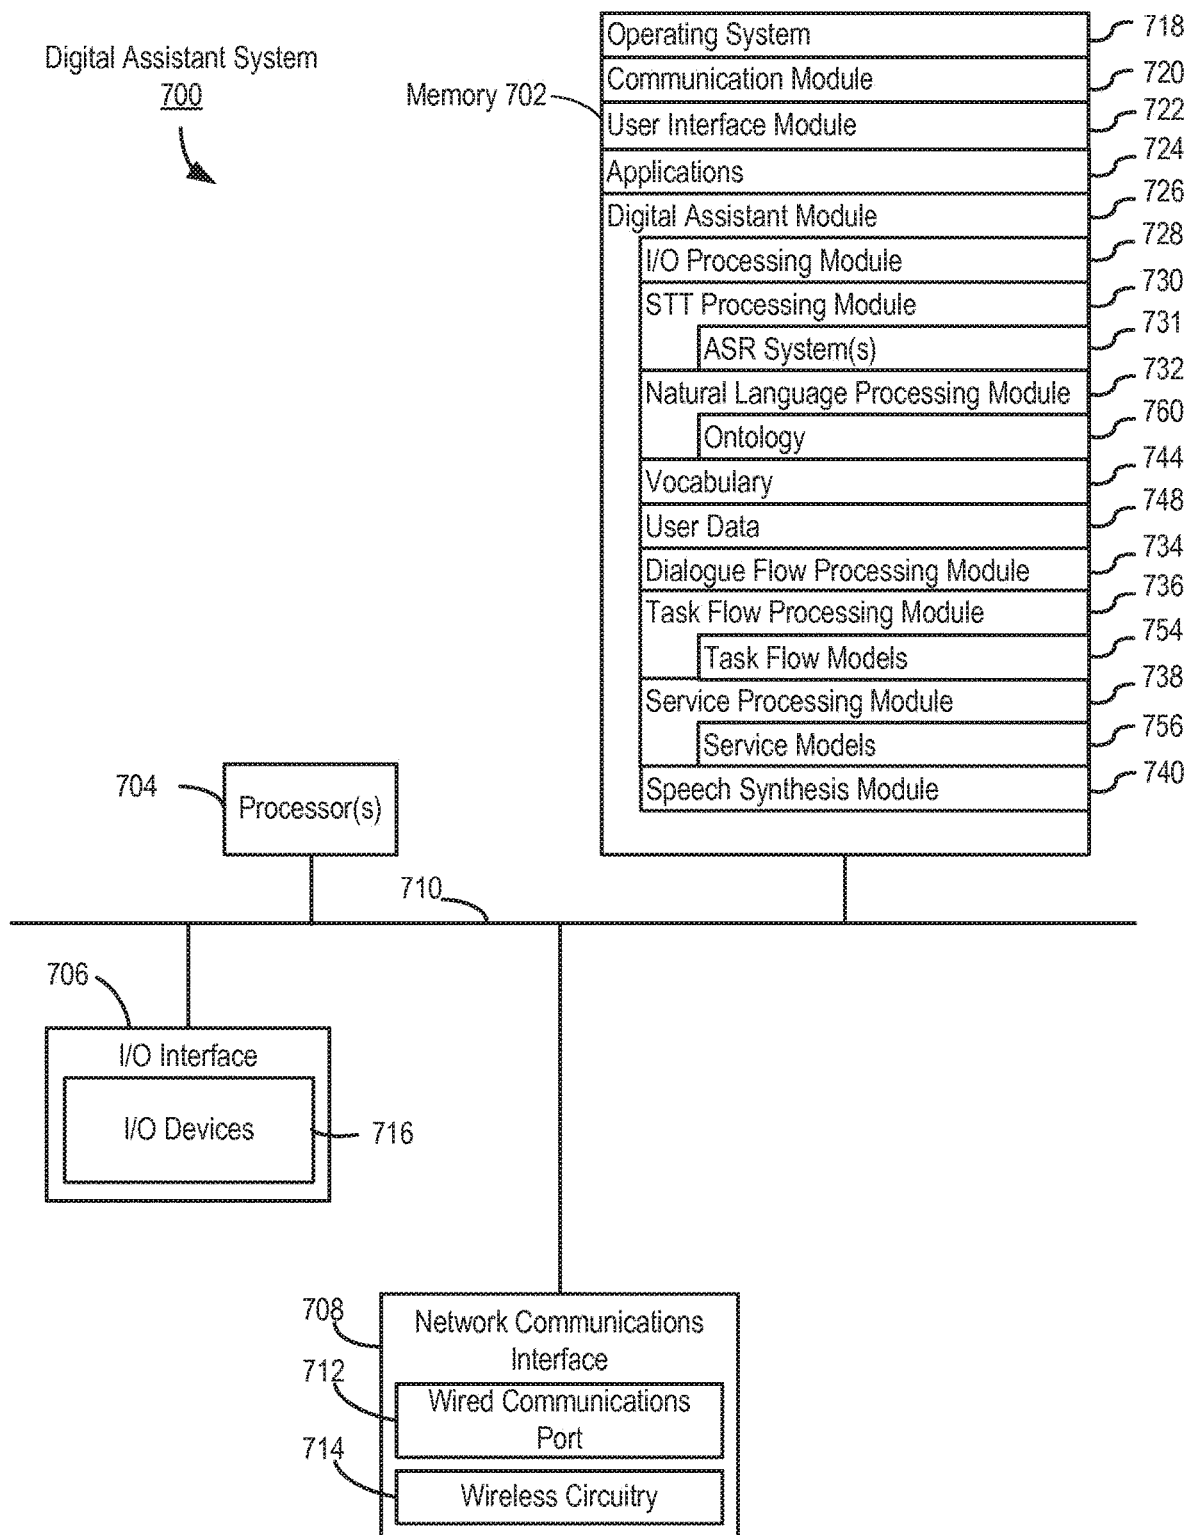 Digital Assistant System
700
Memory 702
Operating System 718
Communication Module 720
User Interface Module 722
Applications 724
Digital Assistant Module 726
I/O Processing Module 728
STT Processing Module 730
ASR System(s) 731
Natural Language Processing Module 732
Ontology 760
Vocabulary 744
User Data 748
Dialogue Flow Processing Module 734
Task Flow Processing Module 736
Task Flow Models 754
Service Processing Module 738
Service Models 756
Speech Synthesis Module 740
704
Processor(s)
710
706
I/O Interface
I/O Devices
716
708
Network Communications
Interface
712
Wired Communications
Port
714
Wireless Circuitry